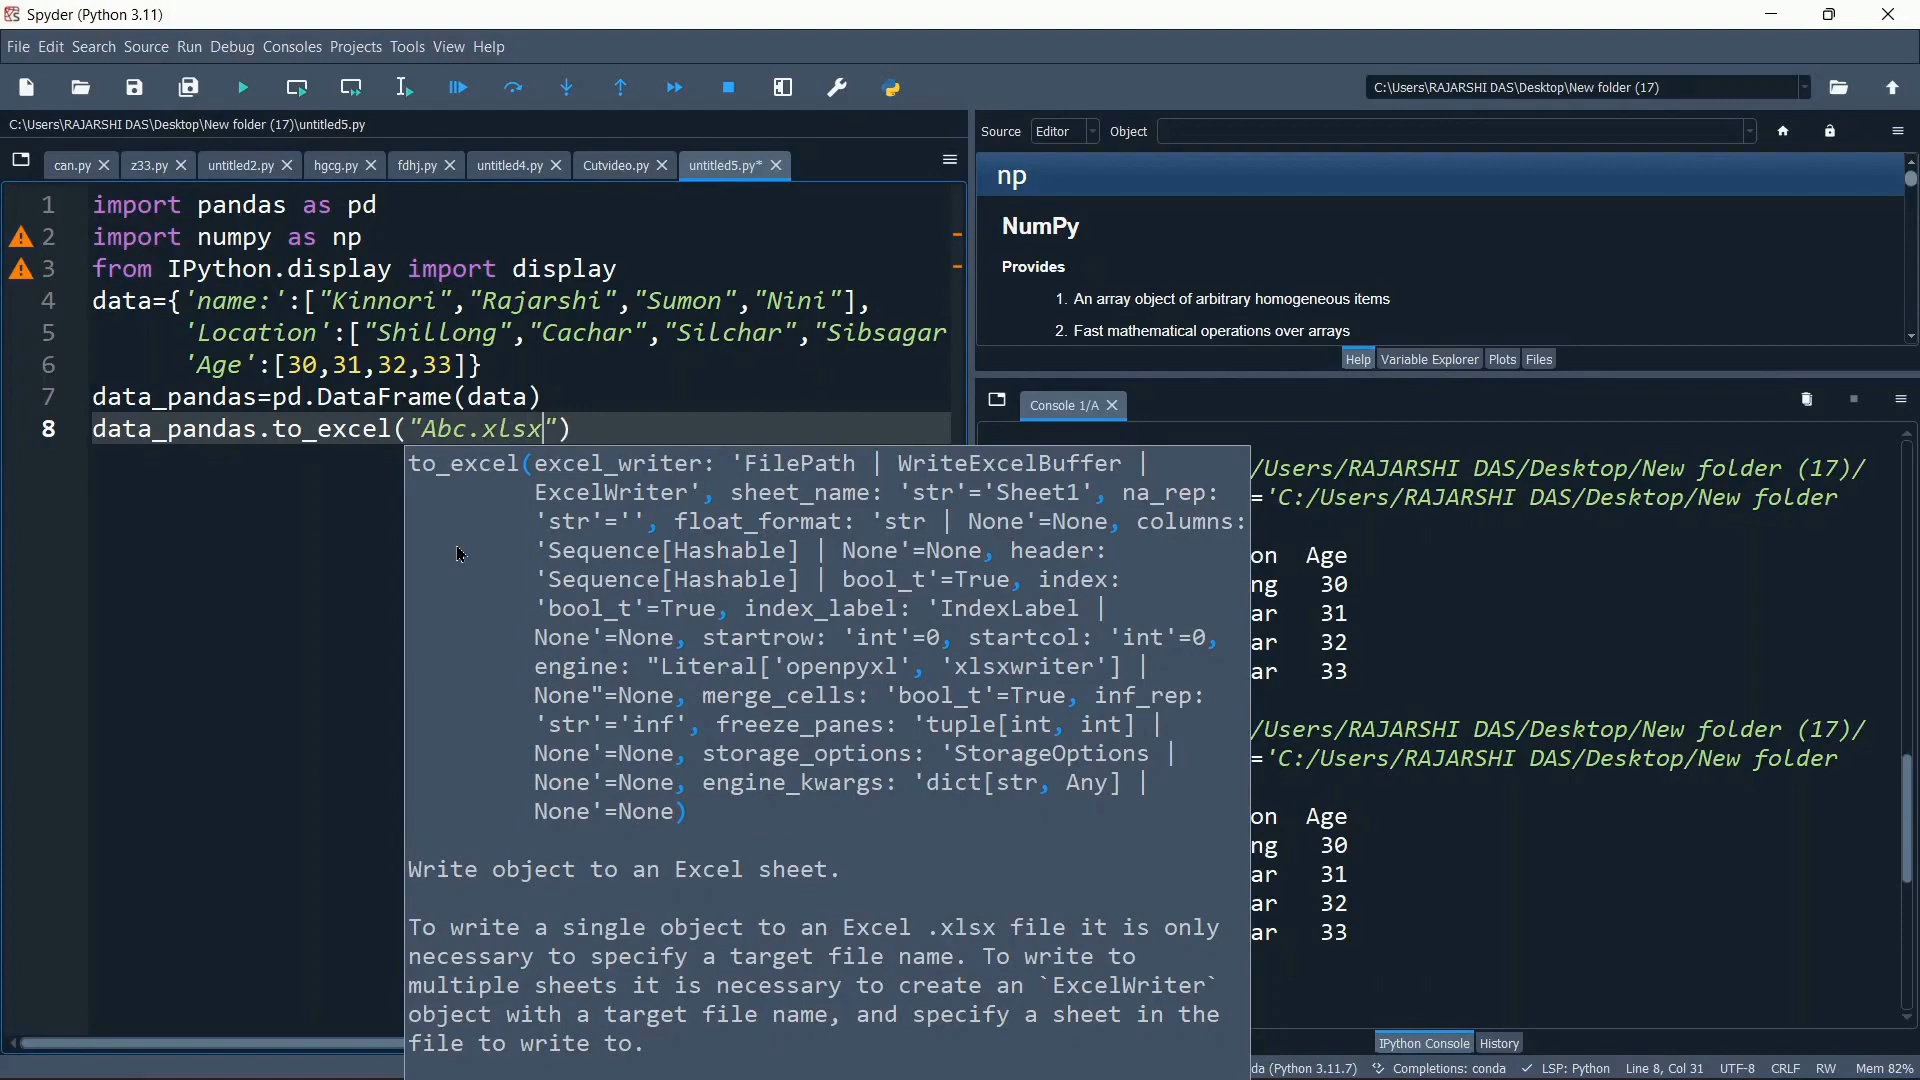 Spyder (Python 3.11)
File Edit Search Source Run Debug Consoles Projects Tools View Help
C:\Users\RAJARSHI DAS\Desktop\New folder (17)
C:\Users\RAJARSHI DAS\Desktop\New folder (17)\untitled5.py
can.py z33.py untitled2.py hgcg.py fdhj.py untitled4.py Cutvideo.py untitled5.py*
1 import pandas as pd
2 import numpy as np
3 from IPython.display import display
4 data={'name:':["Kinnori","Rajarshi","Sumon","Nini"],
5 'Location':["Shillong","Cachar","Silchar","Sibsagar
6 'Age':[30,31,32,33]}
7 data_pandas=pd.DataFrame(data)
8 data_pandas.to_excel("Abc.xlsx")
to_excel(excel_writer: 'FilePath | WriteExcelBuffer |
ExcelWriter', sheet_name: 'str'='Sheet1', na_rep:
'str'='', float_format: 'str | None'=None, columns:
'Sequence[Hashable] | None'=None, header:
'Sequence[Hashable] | bool_t'=True, index:
'bool_t'=True, index_label: 'IndexLabel |
None'=None, startrow: 'int'=0, startcol: 'int'=0,
engine: "Literal['openpyxl', 'xlsxwriter'] |
None"=None, merge_cells: 'bool_t'=True, inf_rep:
'str'='inf', freeze_panes: 'tuple[int, int] |
None'=None, storage_options: 'StorageOptions |
None'=None, engine_kwargs: 'dict[str, Any] |
None'=None)
Write object to an Excel sheet.
To write a single object to an Excel .xlsx file it is only
necessary to specify a target file name. To write to
multiple sheets it is necessary to create an `ExcelWriter`
object with a target file name, and specify a sheet in the
file to write to.
Source Editor Object
np
NumPy
Provides
1. An array object of arbitrary homogeneous items
2. Fast mathematical operations over arrays
Help Variable Explorer Plots Files
Console 1/A
/Users/RAJARSHI DAS/Desktop/New folder (17)/
='C:/Users/RAJARSHI DAS/Desktop/New folder
on Age
ng 30
ar 31
ar 32
ar 33
/Users/RAJARSHI DAS/Desktop/New folder (17)/
='C:/Users/RAJARSHI DAS/Desktop/New folder
on Age
ng 30
ar 31
ar 32
ar 33
IPython Console History
da (Python 3.11.7) Completions: conda LSP: Python Line 8, Col 31 UTF-8 CRLF RW Mem 82%